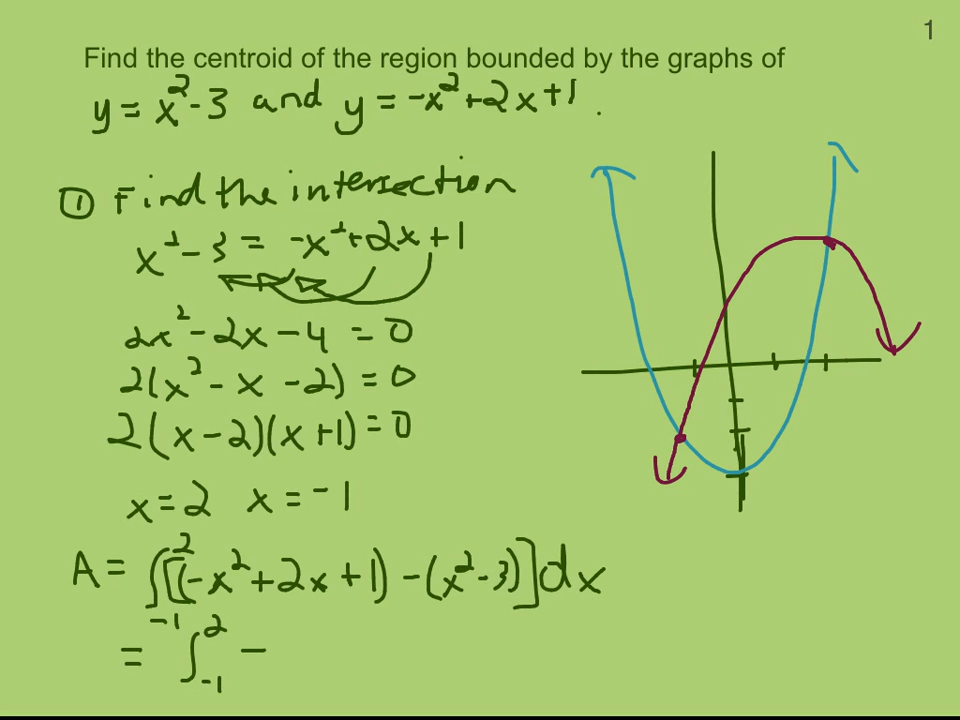 1
Find the centroid of the region bounded by the graphs of
y = x² - 3 and y = -x² + 2x + 1 .
① Find the intersection
x² - 3 = -x² + 2x + 1
2x² - 2x - 4 = 0
2(x² - x - 2) = 0
2(x - 2)(x + 1) = 0
x = 2 x = -1
A = ∫₋₁² [(-x² + 2x + 1) - (x² - 3)] dx
= ∫₋₁² -